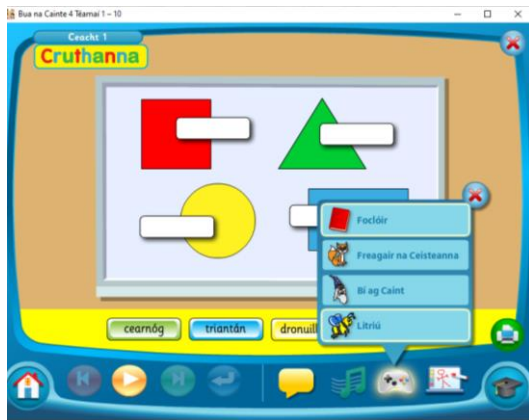 Bua na Cainte 4 Téamaí 1 – 10
Ceacht 1
Cruthanna
Foclóir
Freagair na Ceisteanna
Bí ag Caint
Litriú
cearnóg
triantán